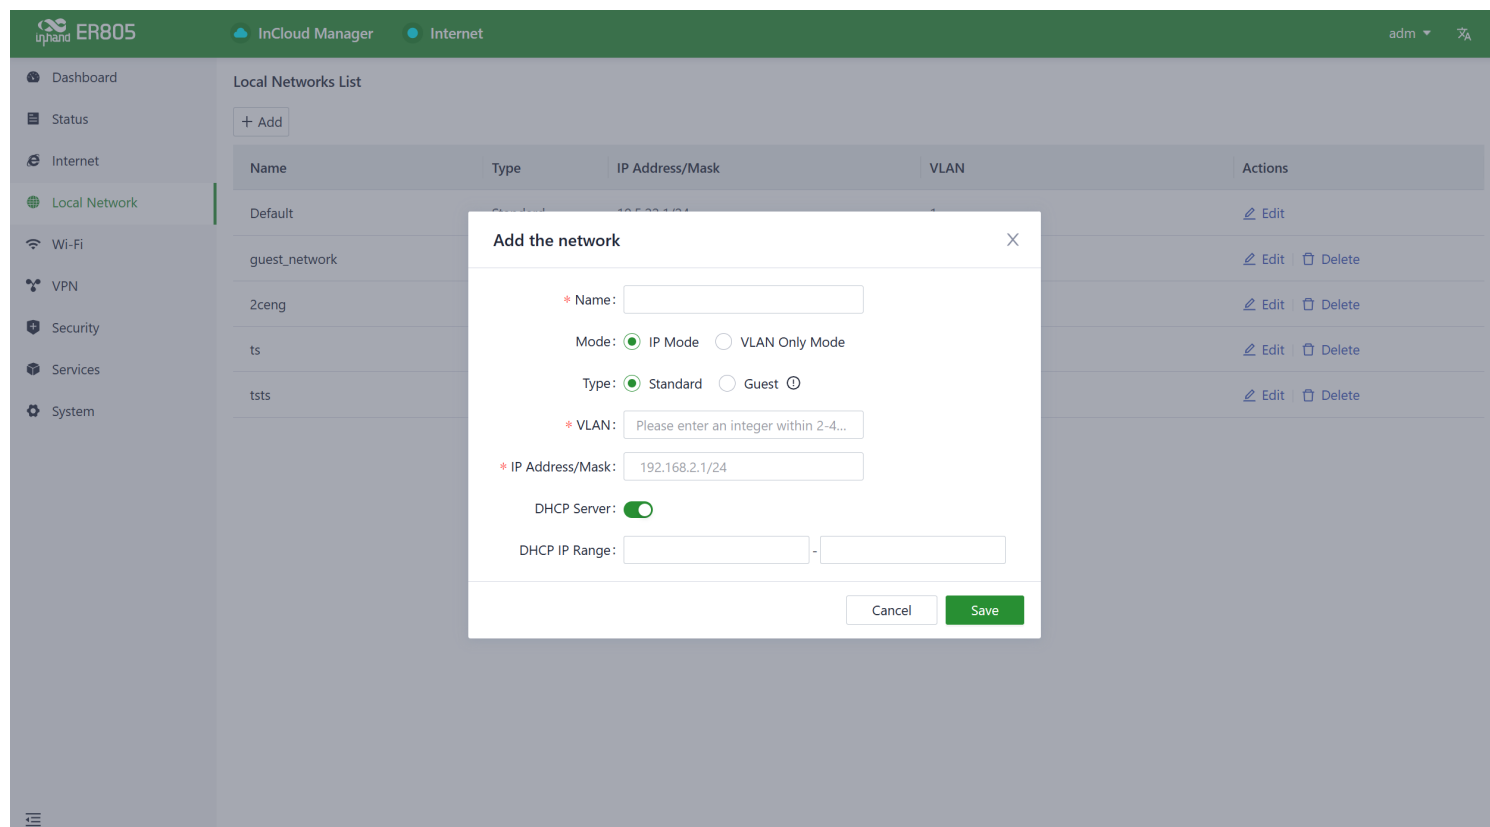 inhand ER805 InCloud Manager Internet adm
Dashboard
Status
Internet
Local Network
Wi-Fi
VPN
Security
Services
System
Local Networks List
+ Add
Name Type IP Address/Mask VLAN Actions
Default Edit
guest_network Edit Delete
2ceng Edit Delete
ts Edit Delete
tsts Edit Delete
Add the network
* Name:
Mode: IP Mode VLAN Only Mode
Type: Standard Guest
* VLAN: Please enter an integer within 2-4...
* IP Address/Mask: 192.168.2.1/24
DHCP Server:
DHCP IP Range: -
Cancel Save